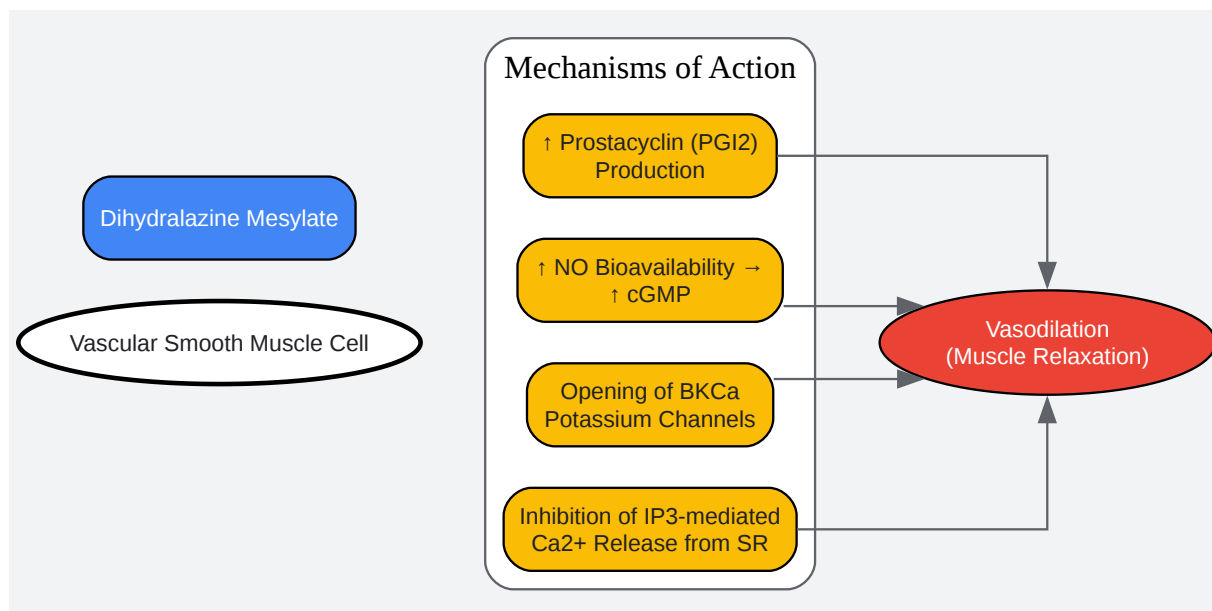 Mechanisms of Action
↑ Prostacyclin (PGI2)
Production
Dihydralazine Mesylate
↑ NO Bioavailability →
↑ cGMP
Vascular Smooth Muscle Cell
Vasodilation
(Muscle Relaxation)
Opening of BKCa
Potassium Channels
Inhibition of IP3-mediated
Ca2+ Release from SR